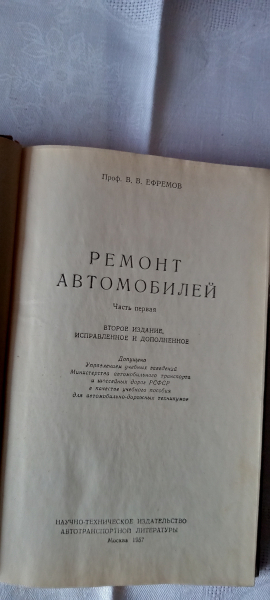 Проф. В. В. ЕФРЕМОВ
РЕМОНТ
АВТОМОБИЛЕЙ
Часть первая
ВТОРОЕ ИЗДАНИЕ,
ИСПРАВЛЕННОЕ И ДОПОЛНЕННОЕ
Допущено
Управлением учебных заведений
Министерства автомобильного транспорта
и шоссейных дорог РСФСР
в качестве учебного пособия
для автомобильно-дорожных техникумов
НАУЧНО-ТЕХНИЧЕСКОЕ ИЗДАТЕЛЬСТВО
АВТОТРАНСПОРТНОЙ ЛИТЕРАТУРЫ
Москва 1957